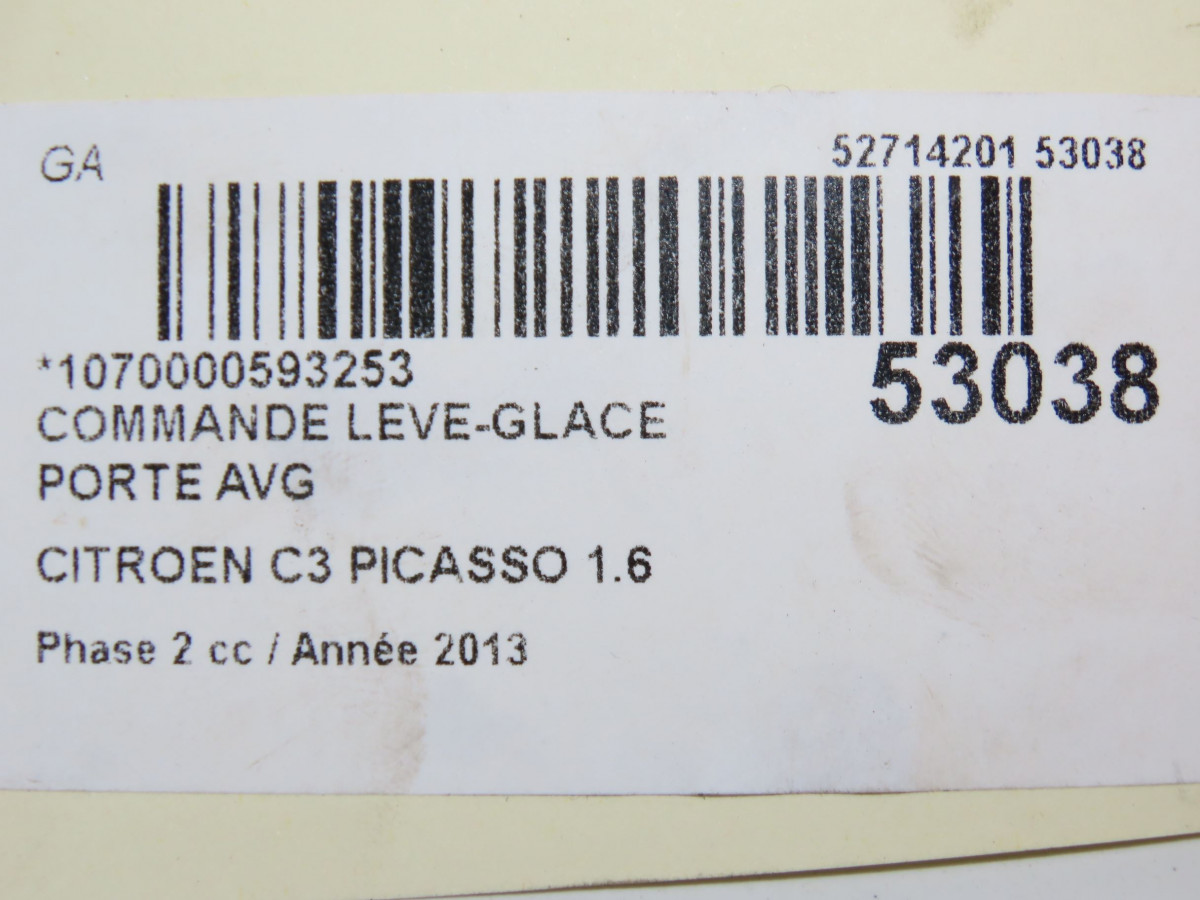 GA
52714201 53038
*1070000593253
53038
COMMANDE LEVE-GLACE
PORTE AVG
CITROEN C3 PICASSO 1.6
Phase 2 cc / Année 2013